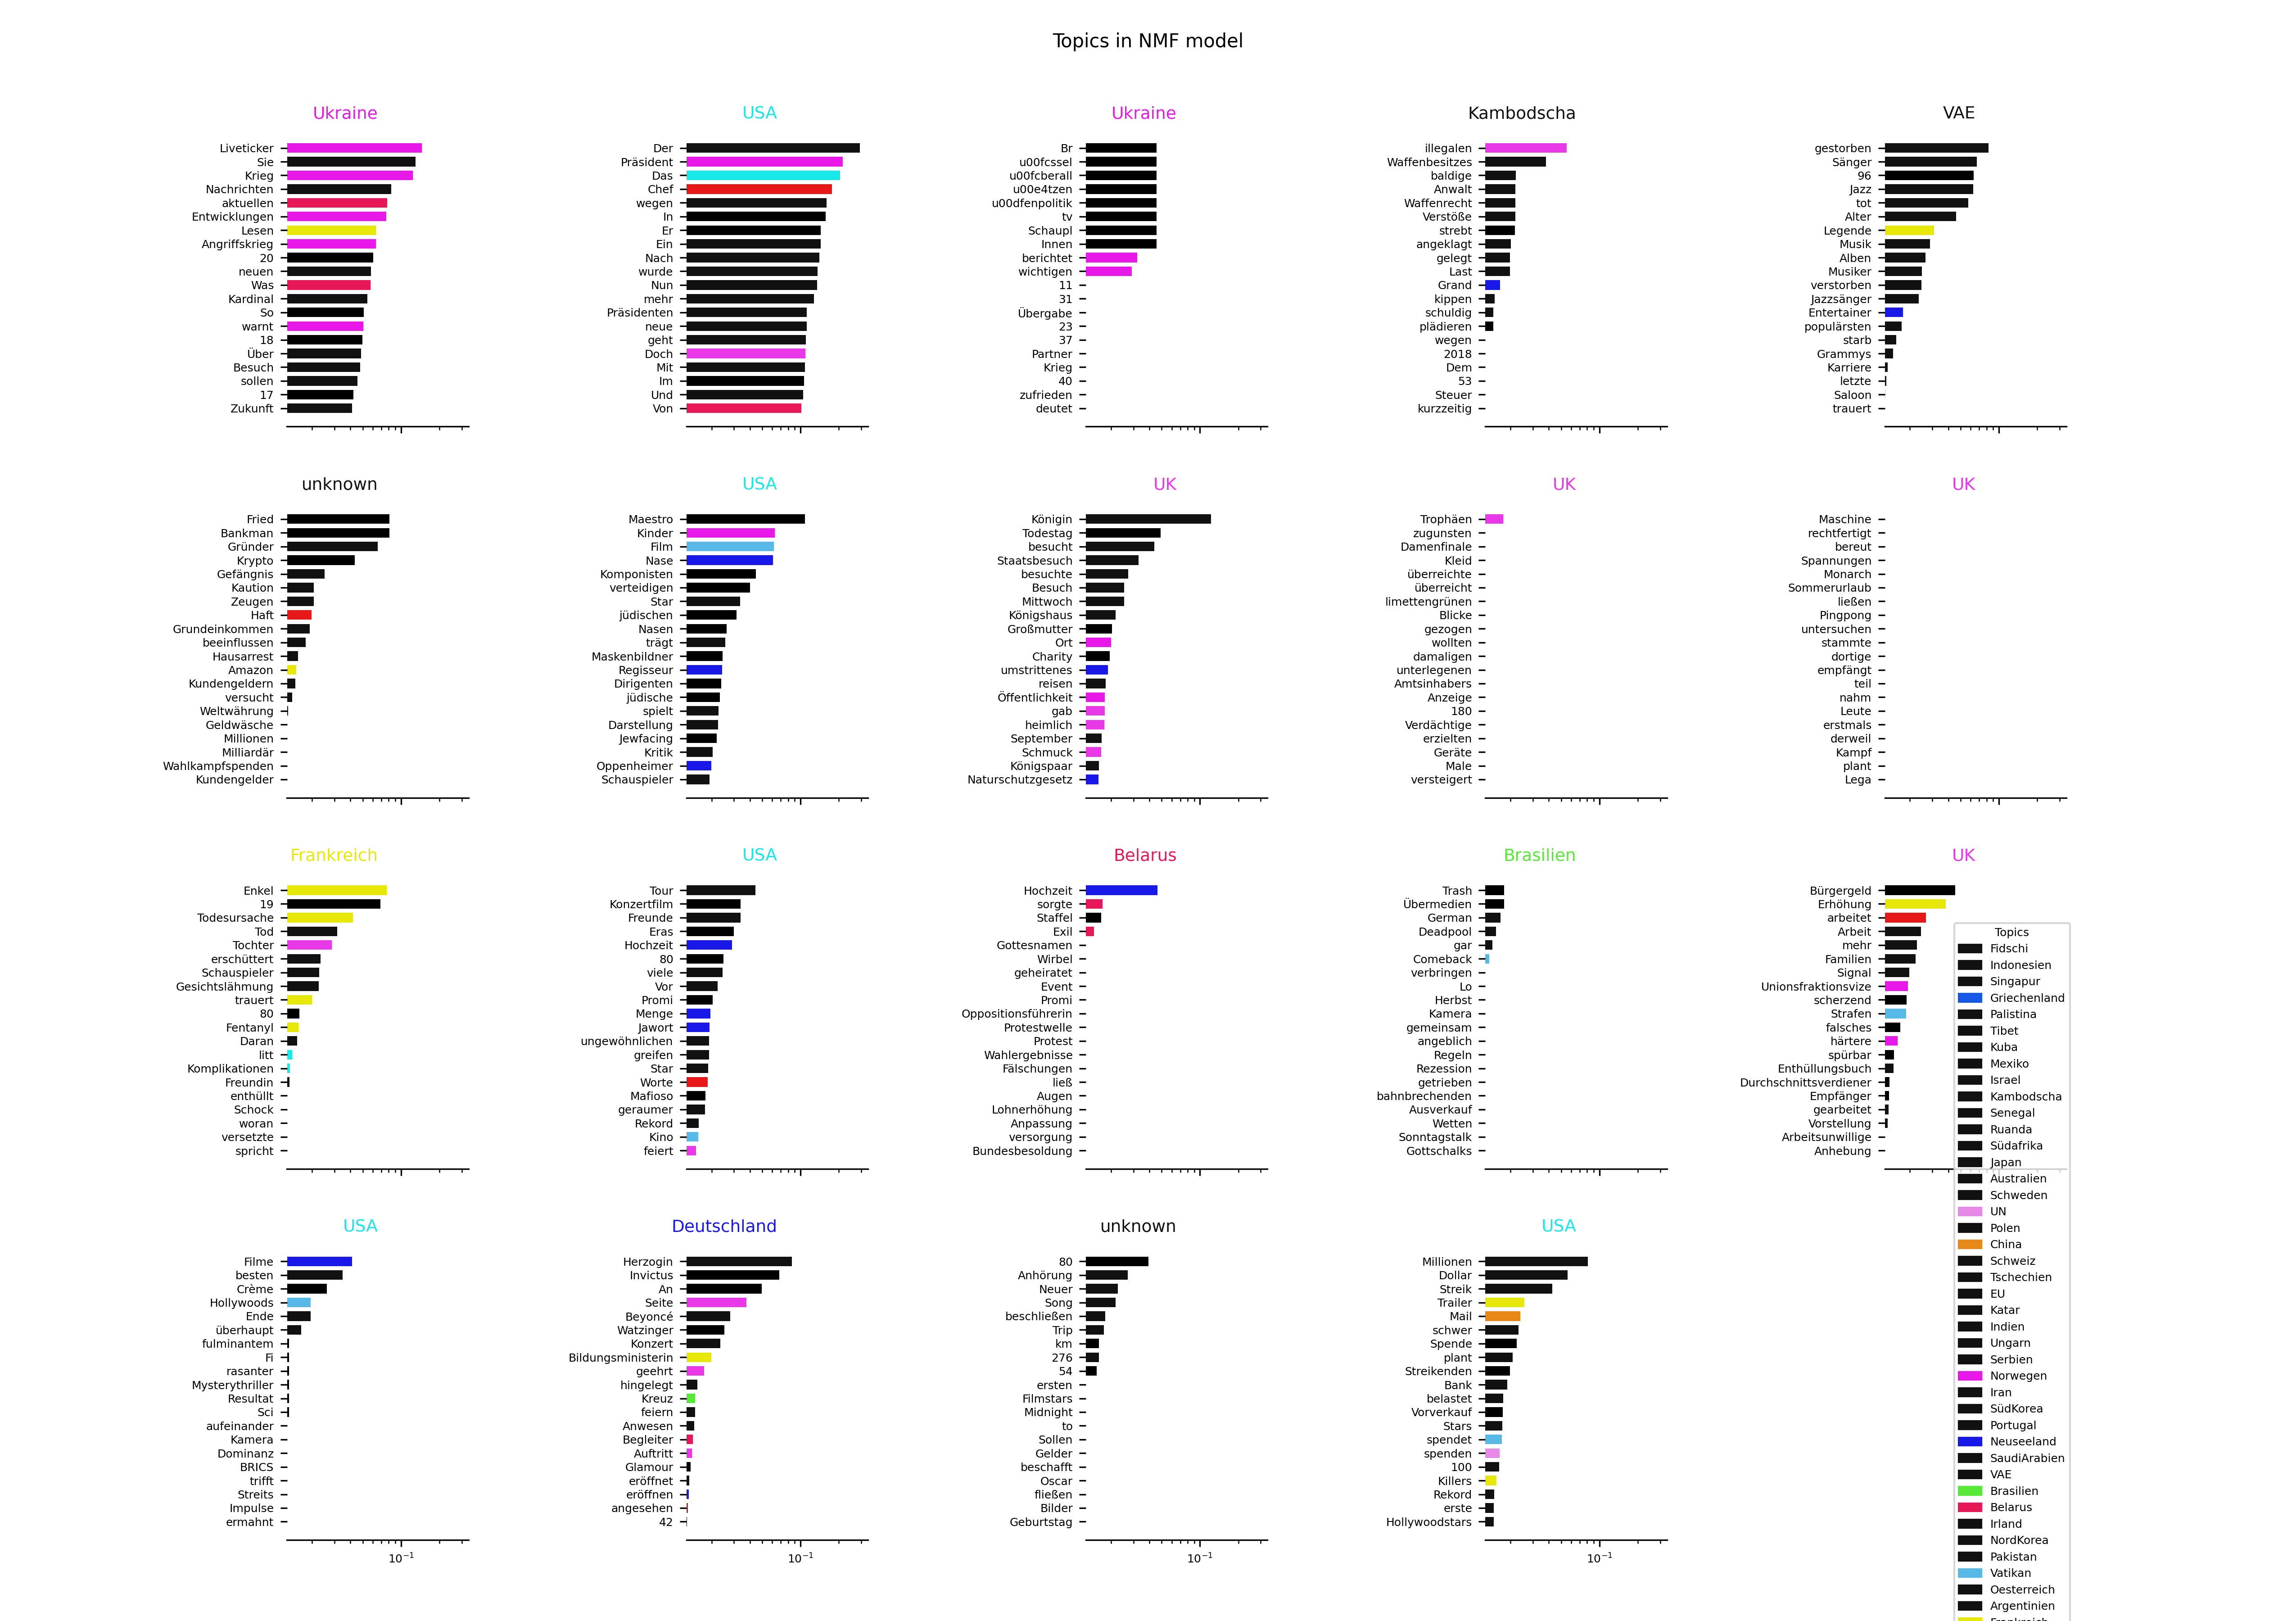 Topics in NMF model
Ukraine
Liveticker
Sie
Krieg
Nachrichten
aktuellen
Entwicklungen
Lesen
Angriffskrieg
20
neuen
Was
Kardinal
So
warnt
18
Über
Besuch
sollen
17
Zukunft
USA
Der
Präsident
Das
Chef
wegen
In
Er
Ein
Nach
wurde
Nun
mehr
Präsidenten
neue
geht
Doch
Mit
Im
Und
Von
Ukraine
Br
u00fcssel
u00fcberall
u00e4tzen
u00dfenpolitik
tv
Schaupl
Innen
berichtet
wichtigen
11
31
Übergabe
23
37
Partner
Krieg
40
zufrieden
deutet
Kambodscha
illegalen
Waffenbesitzes
baldige
Anwalt
Waffenrecht
Verstöße
strebt
angeklagt
gelegt
Last
Grand
kippen
schuldig
plädieren
wegen
2018
Dem
53
Steuer
kurzzeitig
VAE
gestorben
Sänger
96
Jazz
tot
Alter
Legende
Musik
Alben
Musiker
verstorben
Jazzsänger
Entertainer
populärsten
starb
Grammys
Karriere
letzte
Saloon
trauert
unknown
Fried
Bankman
Gründer
Krypto
Gefängnis
Kaution
Zeugen
Haft
Grundeinkommen
beeinflussen
Hausarrest
Amazon
Kundengeldern
versucht
Weltwährung
Geldwäsche
Millionen
Milliardär
Wahlkampfspenden
Kundengelder
USA
Maestro
Kinder
Film
Nase
Komponisten
verteidigen
Star
jüdischen
Nasen
trägt
Maskenbildner
Regisseur
Dirigenten
jüdische
spielt
Darstellung
Jewfacing
Kritik
Oppenheimer
Schauspieler
UK
Königin
Todestag
besucht
Staatsbesuch
besuchte
Besuch
Mittwoch
Königshaus
Großmutter
Ort
Charity
umstrittenes
reisen
Öffentlichkeit
gab
heimlich
September
Schmuck
Königspaar
Naturschutzgesetz
UK
Trophäen
zugunsten
Damenfinale
Kleid
überreichte
überreicht
limettengrünen
Blicke
gezogen
wollten
damaligen
unterlegenen
Amtsinhabers
Anzeige
180
Verdächtige
erzielten
Geräte
Male
versteigert
UK
Maschine
rechtfertigt
bereut
Spannungen
Monarch
Sommerurlaub
ließen
Pingpong
untersuchen
stammte
dortige
empfängt
teil
nahm
Leute
erstmals
derweil
Kampf
plant
Lega
Frankreich
Enkel
19
Todesursache
Tod
Tochter
erschüttert
Schauspieler
Gesichtslähmung
trauert
80
Fentanyl
Daran
litt
Komplikationen
Freundin
enthüllt
Schock
woran
versetzte
spricht
USA
Tour
Konzertfilm
Freunde
Eras
Hochzeit
80
viele
Vor
Promi
Menge
Jawort
ungewöhnlichen
greifen
Star
Worte
Mafioso
geraumer
Rekord
Kino
feiert
Belarus
Hochzeit
sorgte
Staffel
Exil
Gottesnamen
Wirbel
geheiratet
Event
Promi
Oppositionsführerin
Protestwelle
Protest
Wahlergebnisse
Fälschungen
ließ
Augen
Lohnerhöhung
Anpassung
versorgung
Bundesbesoldung
Brasilien
Trash
Übermedien
German
Deadpool
gar
Comeback
verbringen
Lo
Herbst
Kamera
gemeinsam
angeblich
Regeln
Rezession
getrieben
bahnbrechenden
Ausverkauf
Wetten
Sonntagstalk
Gottschalks
UK
Bürgergeld
Erhöhung
arbeitet
Arbeit
mehr
Familien
Signal
Unionsfraktionsvize
scherzend
Strafen
falsches
härtere
spürbar
Enthüllungsbuch
Durchschnittsverdiener
Empfänger
gearbeitet
Vorstellung
Arbeitsunwillige
Anhebung
USA
Filme
besten
Crème
Hollywoods
Ende
überhaupt
fulminantem
Fi
rasanter
Mysterythriller
Resultat
Sci
aufeinander
Kamera
Dominanz
BRICS
trifft
Streits
Impulse
ermahnt
10⁻¹
Deutschland
Herzogin
Invictus
An
Seite
Beyoncé
Watzinger
Konzert
Bildungsministerin
geehrt
hingelegt
Kreuz
feiern
Anwesen
Begleiter
Auftritt
Glamour
eröffnet
eröffnen
angesehen
42
10⁻¹
unknown
80
Anhörung
Neuer
Song
beschließen
Trip
km
276
54
ersten
Filmstars
Midnight
to
Sollen
Gelder
beschafft
Oscar
fließen
Bilder
Geburtstag
10⁻¹
USA
Millionen
Dollar
Streik
Trailer
Mail
schwer
Spende
plant
Streikenden
Bank
belastet
Vorverkauf
Stars
spendet
spenden
100
Killers
Rekord
erste
Hollywoodstars
10⁻¹
Topics
Fidschi
Indonesien
Singapur
Griechenland
Palistina
Tibet
Kuba
Mexiko
Israel
Kambodscha
Senegal
Ruanda
Südafrika
Japan
Australien
Schweden
UN
Polen
China
Schweiz
Tschechien
EU
Katar
Indien
Ungarn
Serbien
Norwegen
Iran
SüdKorea
Portugal
Neuseeland
SaudiArabien
VAE
Brasilien
Belarus
Irland
NordKorea
Pakistan
Vatikan
Oesterreich
Argentinien
Frankreich